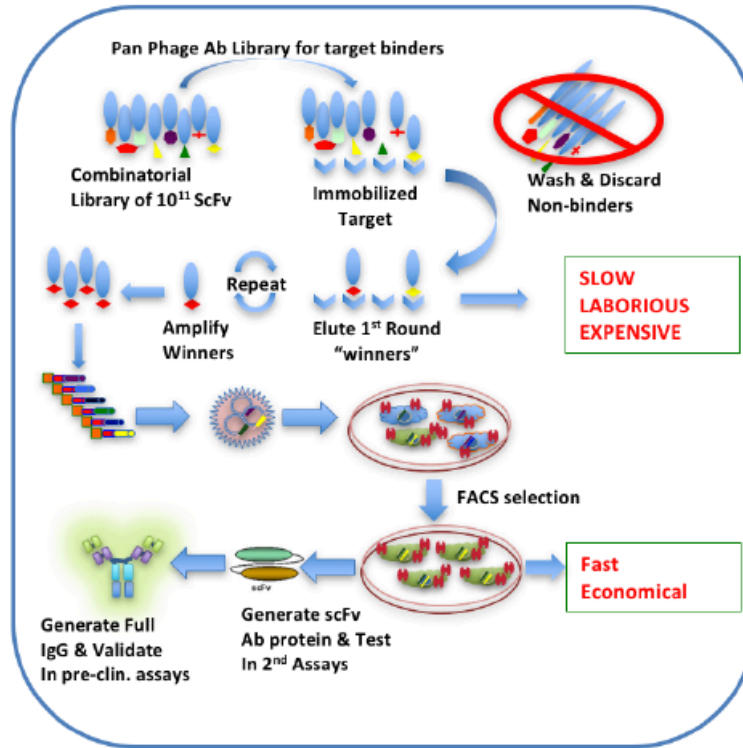 Pan Phage Ab Library for target binders
Combinatorial
Library of 10¹¹ ScFv
Immobilized
Target
Wash & Discard
Non-binders
Repeat
Amplify
Winners
Elute 1st Round
“winners”
SLOW
LABORIOUS
EXPENSIVE
FACS selection
Fast
Economical
scFv
Generate scFv
Ab protein & Test
In 2nd Assays
Generate Full
IgG & Validate
In pre-clin. assays